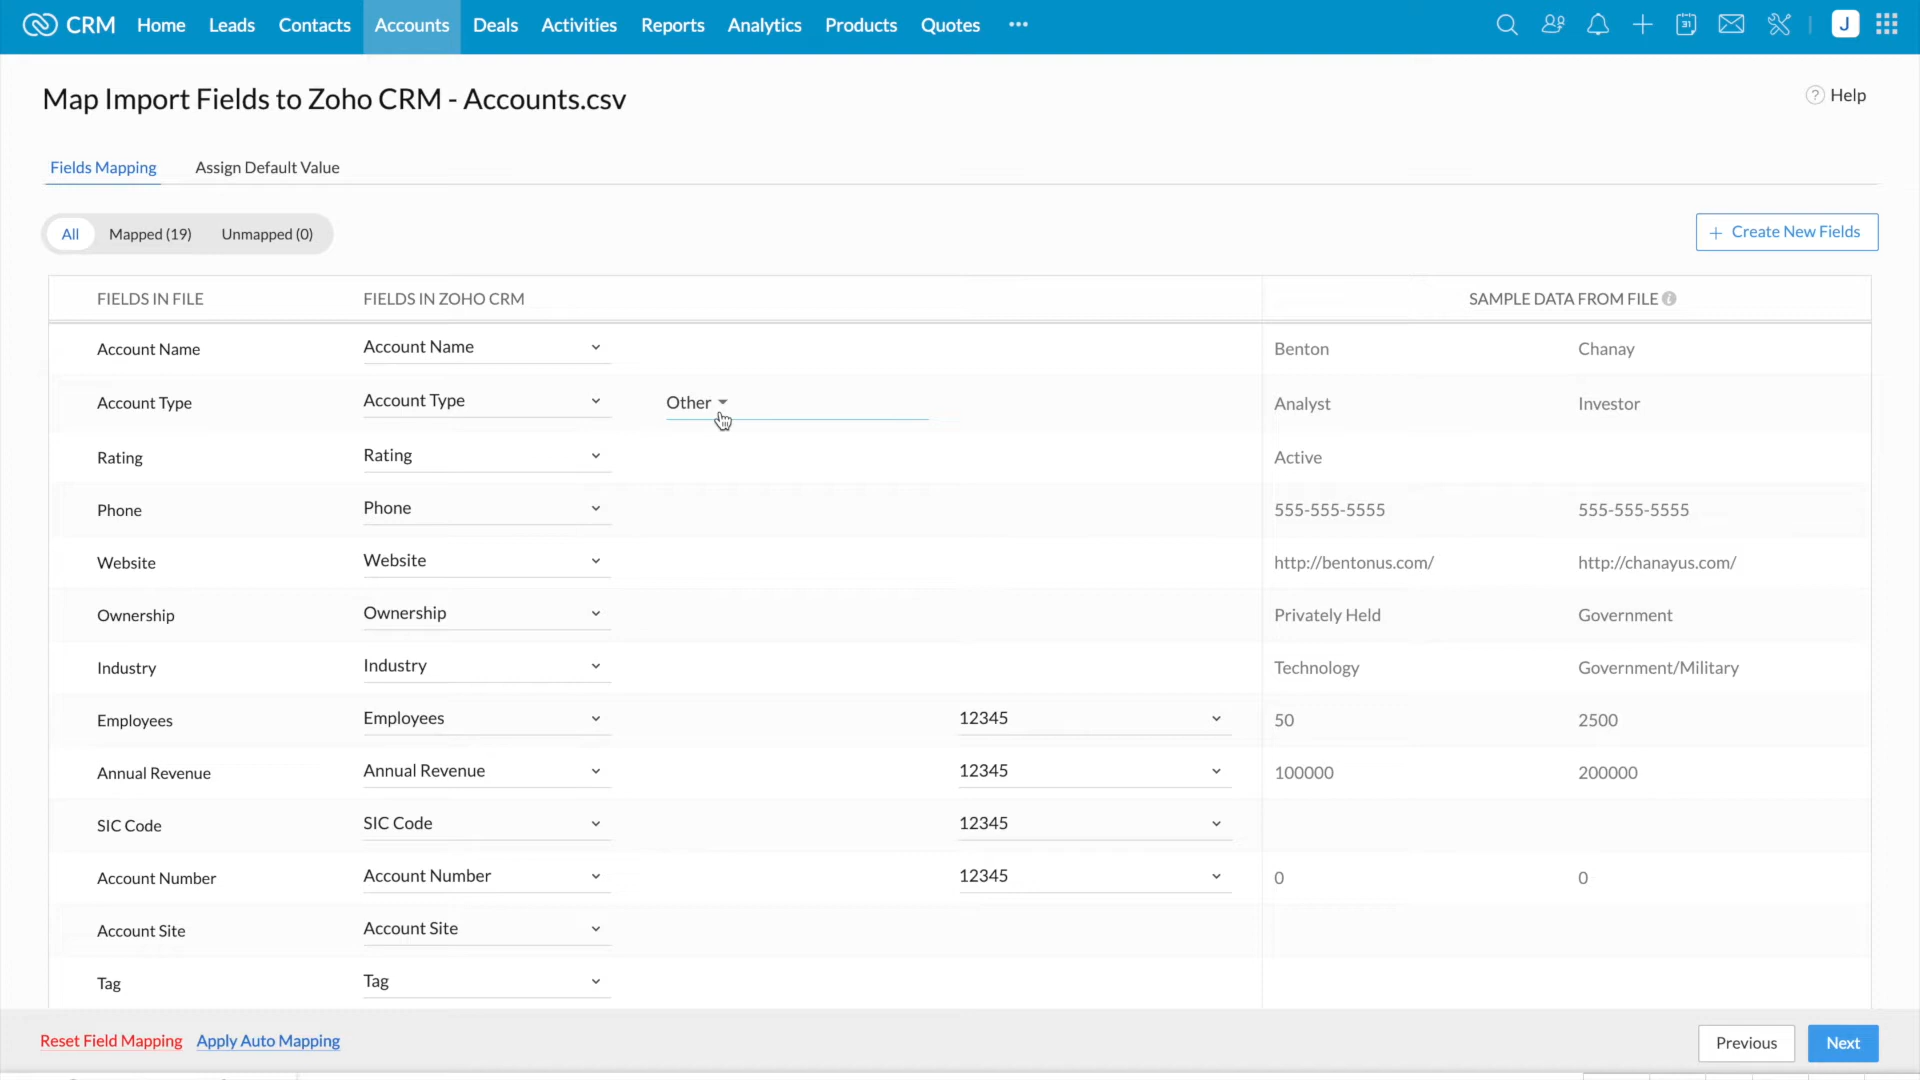 CRM Home Leads Contacts Accounts Deals Activities Reports Analytics Products Quotes ••• 31 J
Map Import Fields to Zoho CRM - Accounts.csv
? Help
Fields Mapping Assign Default Value
All Mapped (19) Unmapped (0)
+ Create New Fields
FIELDS IN FILE FIELDS IN ZOHO CRM SAMPLE DATA FROM FILE i
Account Name Account Name Benton Chanay
Account Type Account Type Other Analyst Investor
Rating Rating Active
Phone Phone 555-555-5555 555-555-5555
Website Website http://bentonus.com/ http://chanayus.com/
Ownership Ownership Privately Held Government
Industry Industry Technology Government/Military
Employees Employees 12345 50 2500
Annual Revenue Annual Revenue 12345 100000 200000
SIC Code SIC Code 12345
Account Number Account Number 12345 0 0
Account Site Account Site
Tag Tag
Reset Field Mapping Apply Auto Mapping Previous Next